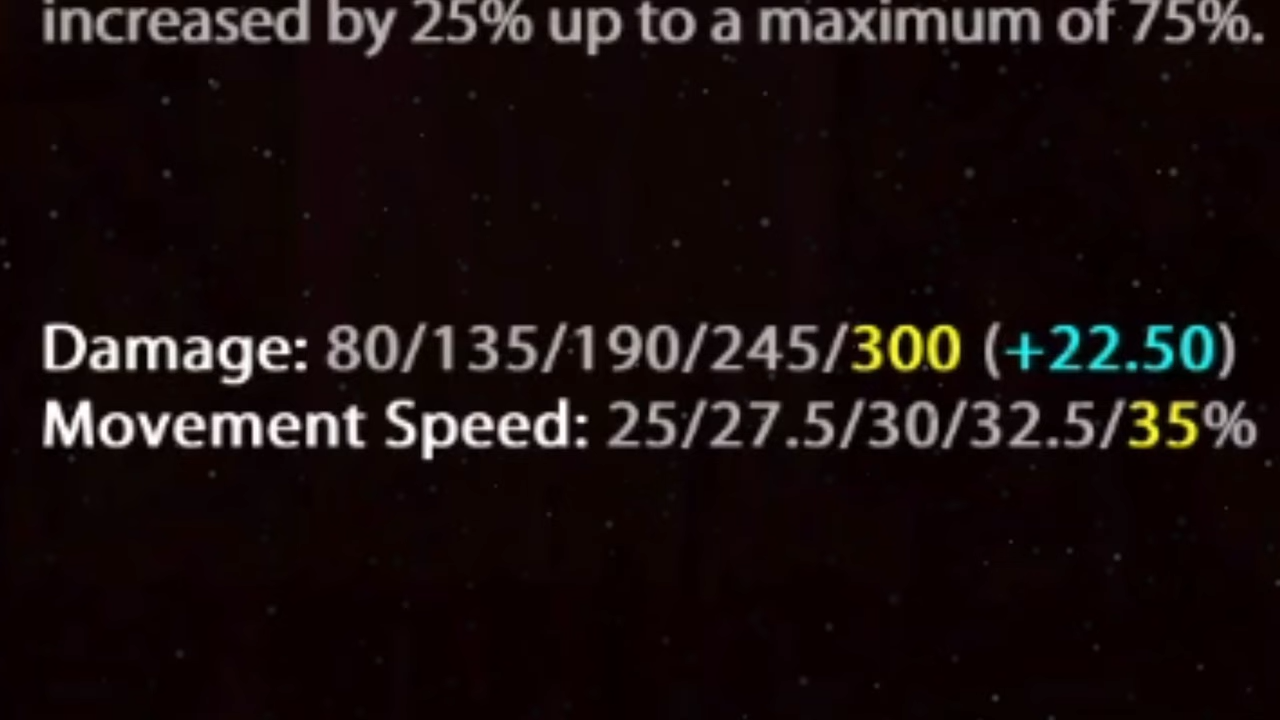 increased by 25% up to a maximum of 75%.
Damage: 80/135/190/245/300 (+22.50)
Movement Speed: 25/27.5/30/32.5/35%